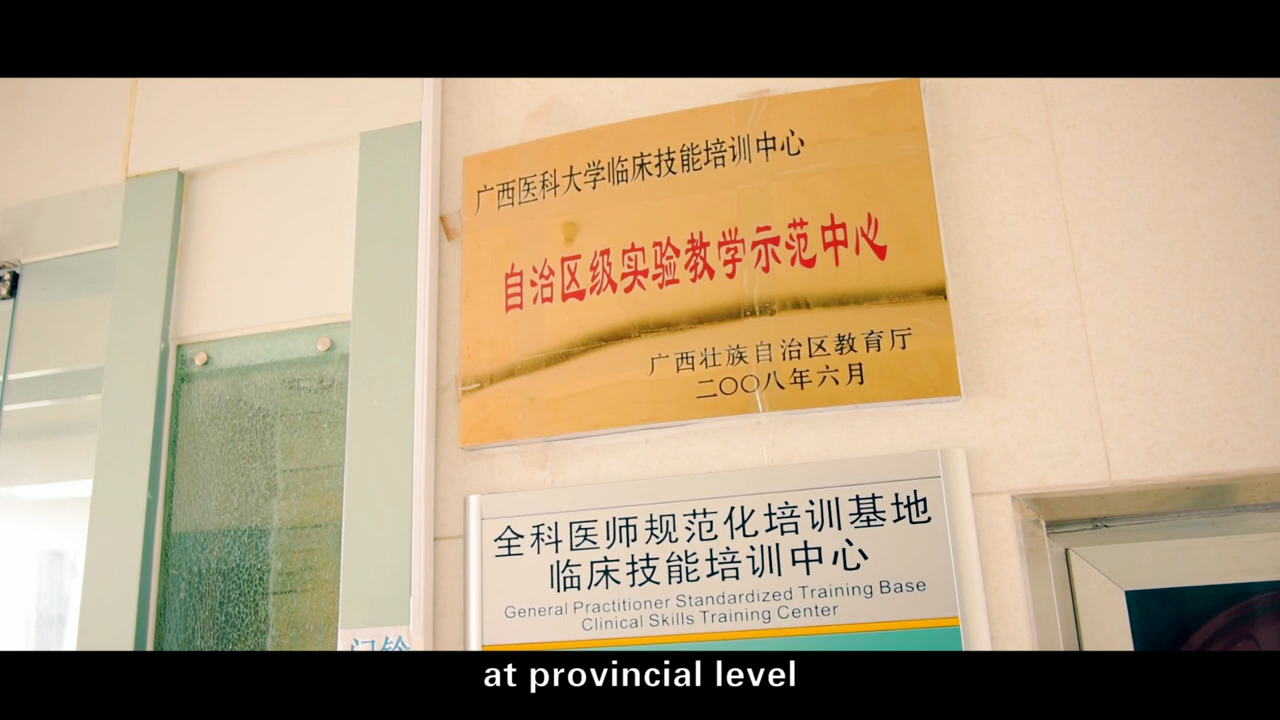 广西医科大学临床技能培训中心
自治区级实验教学示范中心
广西壮族自治区教育厅
二〇〇八年六月
全科医师规范化培训基地
临床技能培训中心
General Practitioner Standardized Training Base
Clinical Skills Training Center
门铃
at provincial level